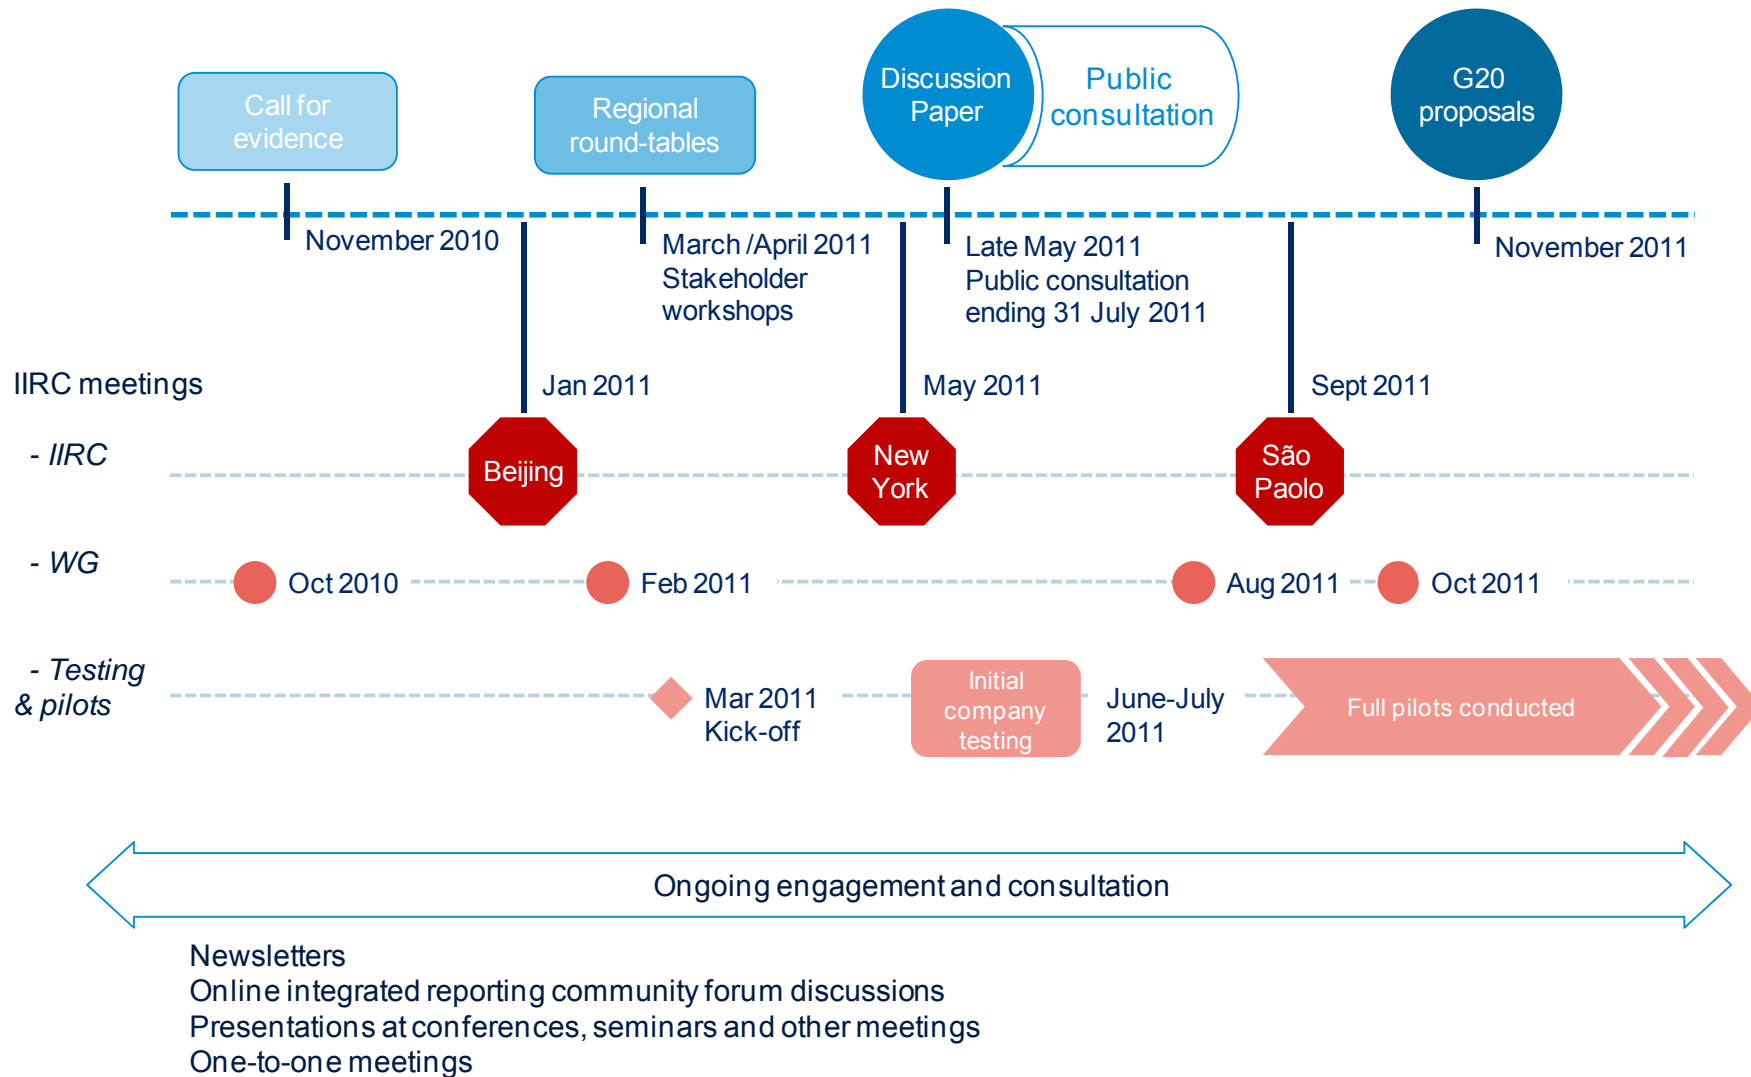 Call for
evidence
Regional
round-tables
Discussion
Paper
Public
consultation
G20
proposals
November 2010
March /April 2011
Stakeholder
workshops
Late May 2011
Public consultation
ending 31 July 2011
November 2011
IIRC meetings
Jan 2011
May 2011
Sept 2011
- IIRC
Beijing
New
York
São
Paolo
- WG
Oct 2010
Feb 2011
Aug 2011
Oct 2011
- Testing
& pilots
Mar 2011
Kick-off
Initial
company
testing
June-July
2011
Full pilots conducted
Ongoing engagement and consultation
Newsletters
Online integrated reporting community forum discussions
Presentations at conferences, seminars and other meetings
One-to-one meetings